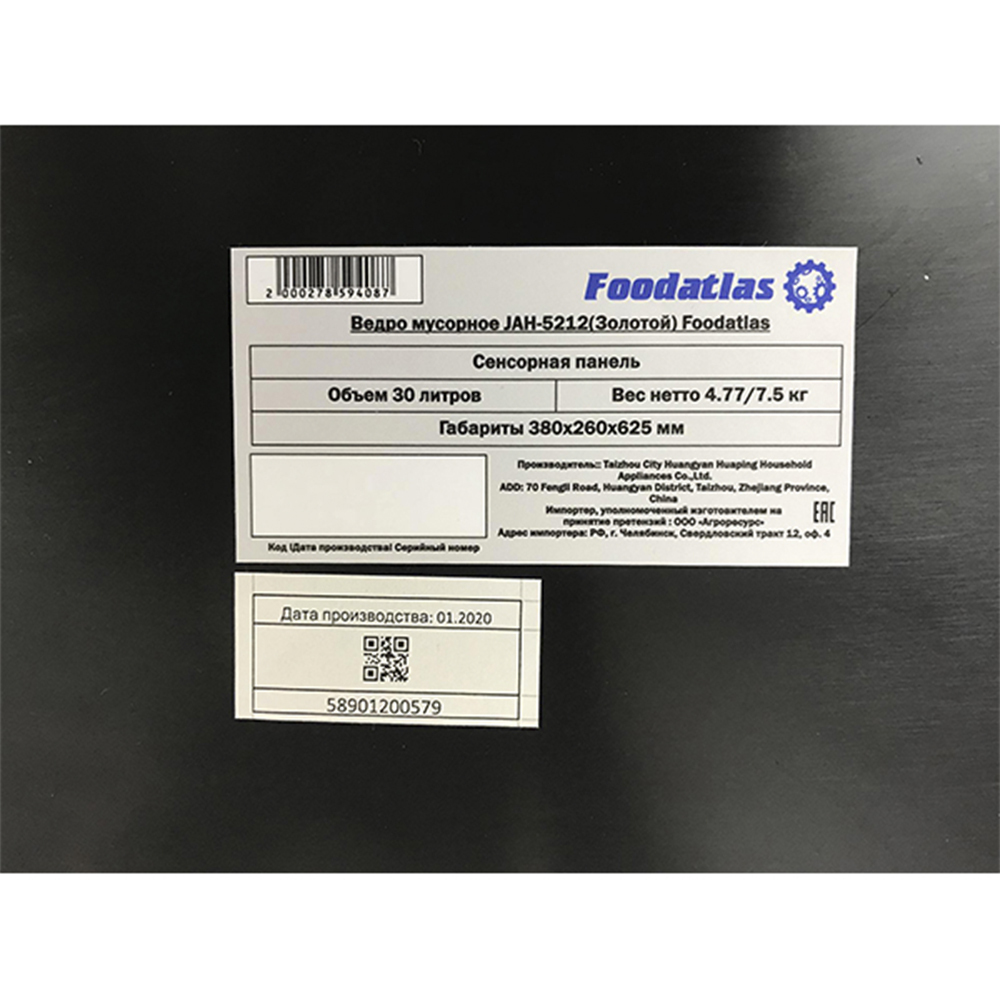 2 000278 594087
Foodatlas
Ведро мусорное JAH-5212(Золотой) Foodatlas
Сенсорная панель
Объем 30 литров
Вес нетто 4.77/7.5 кг
Габариты 380x260x625 мм
Производитель:: Taizhou City Huangyan Huaping Household
Appliances Co.,Ltd.
ADD: 70 Fengli Road, Huangyan District, Taizhou, Zhejiang Province,
China
Импортер, уполномоченный изготовителем на
принятие претензий : ООО «Агроресурс»
Адрес импортера: РФ, г. Челябинск, Свердловский тракт 12, оф. 4
EAC
Код |Дата производства| Серийный номер
Дата производства: 01.2020
58901200579